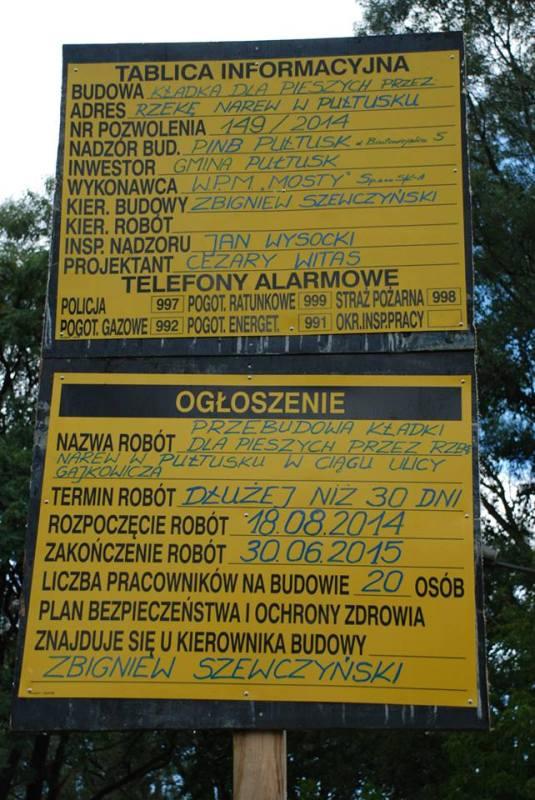 TABLICA INFORMACYJNA
BUDOWA KŁADKA DLA PIESZYCH PRZEZ
ADRES RZEKĘ NAREW W PUŁTUSKU
NR POZWOLENIA 149/2014
NADZÓR BUD. PINB PUŁTUSK 5
INWESTOR GMINA PUŁTUSK
WYKONAWCA W.P.M. „MOSTY"
KIER. BUDOWY ZBIGNIEW SZEWCZYŃSKI
KIER. ROBÓT
INSP. NADZORU JAN WYSOCKI
PROJEKTANT CEZARY WITAS
TELEFONY ALARMOWE
POLICJA 997 POGOT. RATUNKOWE 999 STRAŻ POŻARNA 998
POGOT. GAZOWE 992 POGOT. ENERGET. 991 OKR.INSP.PRACY
OGŁOSZENIE
PRZEBUDOWA KŁADKI
NAZWA ROBÓT DLA PIESZYCH PRZEZ RZEKĘ
NAREW W PUŁTUSKU W CIĄGU ULICY
GAJKOWICZA
TERMIN ROBÓT DŁUŻEJ NIŻ 30 DNI
ROZPOCZĘCIE ROBÓT 18.08.2014
ZAKOŃCZENIE ROBÓT 30.06.2015
LICZBA PRACOWNIKÓW NA BUDOWIE 20 OSÓB
PLAN BEZPIECZEŃSTWA I OCHRONY ZDROWIA
ZNAJDUJE SIĘ U KIEROWNIKA BUDOWY
ZBIGNIEW SZEWCZYŃSKI